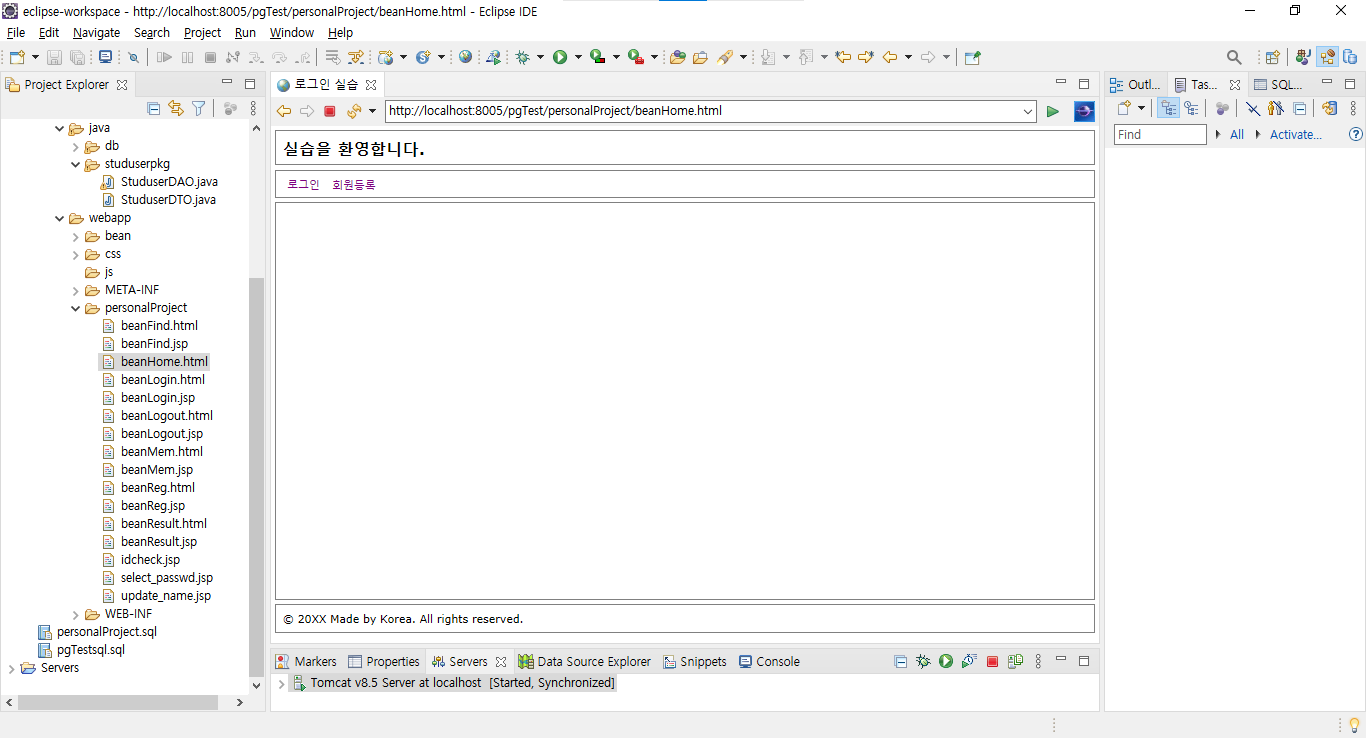 eclipse-workspace - http://localhost:8005/pgTest/personalProject/beanHome.html - Eclipse IDE
File Edit Navigate Search Project Run Window Help
Project Explorer
java
db
studuserpkg
StuduserDAO.java
StuduserDTO.java
webapp
bean
css
js
META-INF
personalProject
beanFind.html
beanFind.jsp
beanHome.html
beanLogin.html
beanLogin.jsp
beanLogout.html
beanLogout.jsp
beanMem.html
beanMem.jsp
beanReg.html
beanReg.jsp
beanResult.html
beanResult.jsp
idcheck.jsp
select_passwd.jsp
update_name.jsp
WEB-INF
personalProject.sql
pgTestsql.sql
Servers
로그인 실습
http://localhost:8005/pgTest/personalProject/beanHome.html
실습을 환영합니다.
로그인 회원등록
© 20XX Made by Korea. All rights reserved.
Markers Properties Servers Data Source Explorer Snippets Console
Tomcat v8.5 Server at localhost [Started, Synchronized]
Outl... Tas... SQL...
Find All Activate...